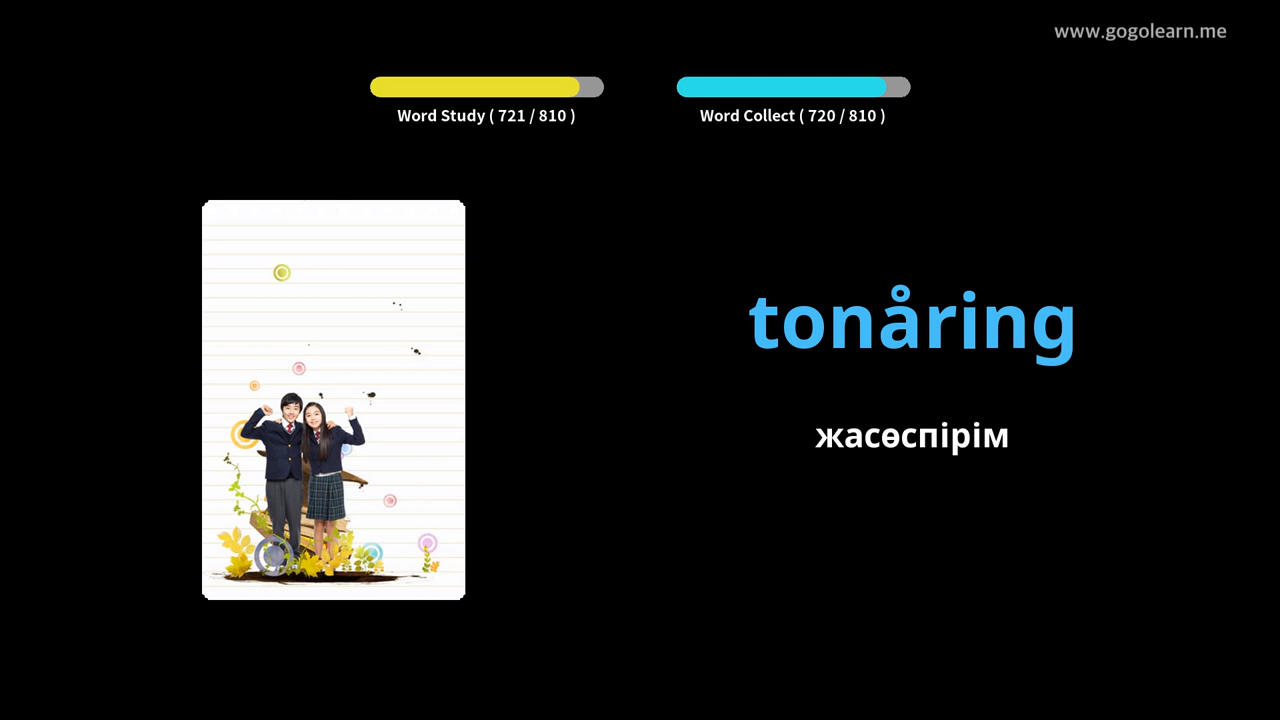 www.gogolearn.me
Word Study ( 721 / 810 )
Word Collect ( 720 / 810 )
tonåring
жасөспірім